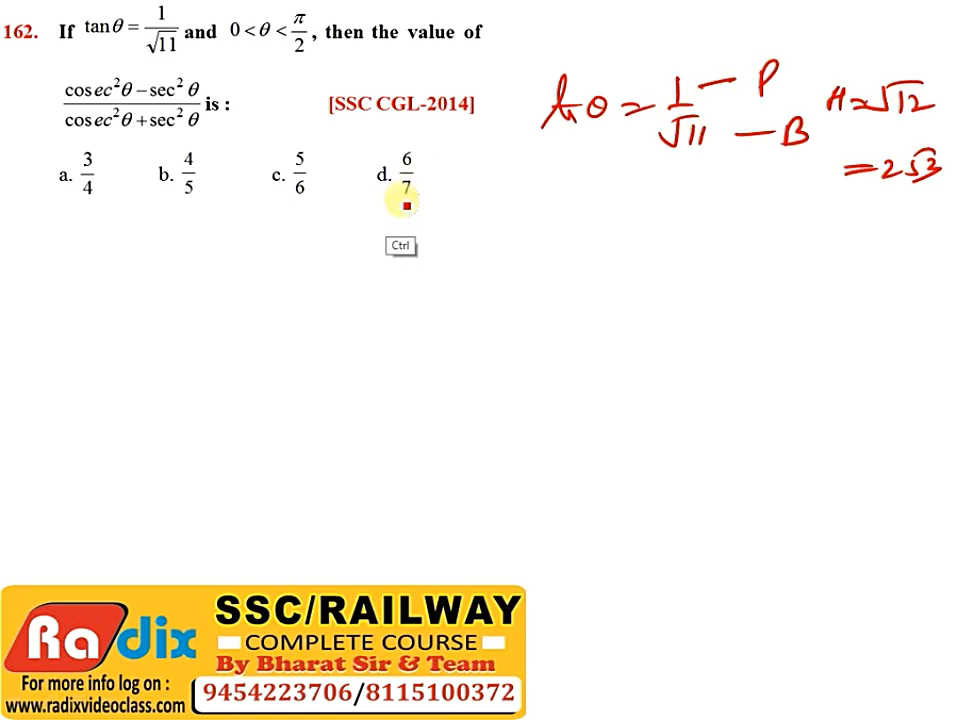 162. If tanθ = 1/√11 and 0 < θ < π/2, then the value of
(cosec²θ − sec²θ)/(cosec²θ + sec²θ) is : [SSC CGL-2014]
a. 3/4 b. 4/5 c. 5/6 d. 6/7
tanθ = 1/√11 — P — B H = √12
= 2√3
Ctrl
Radix
For more info log on :
www.radixvideoclass.com
SSC/RAILWAY
COMPLETE COURSE
By Bharat Sir & Team
9454223706/8115100372